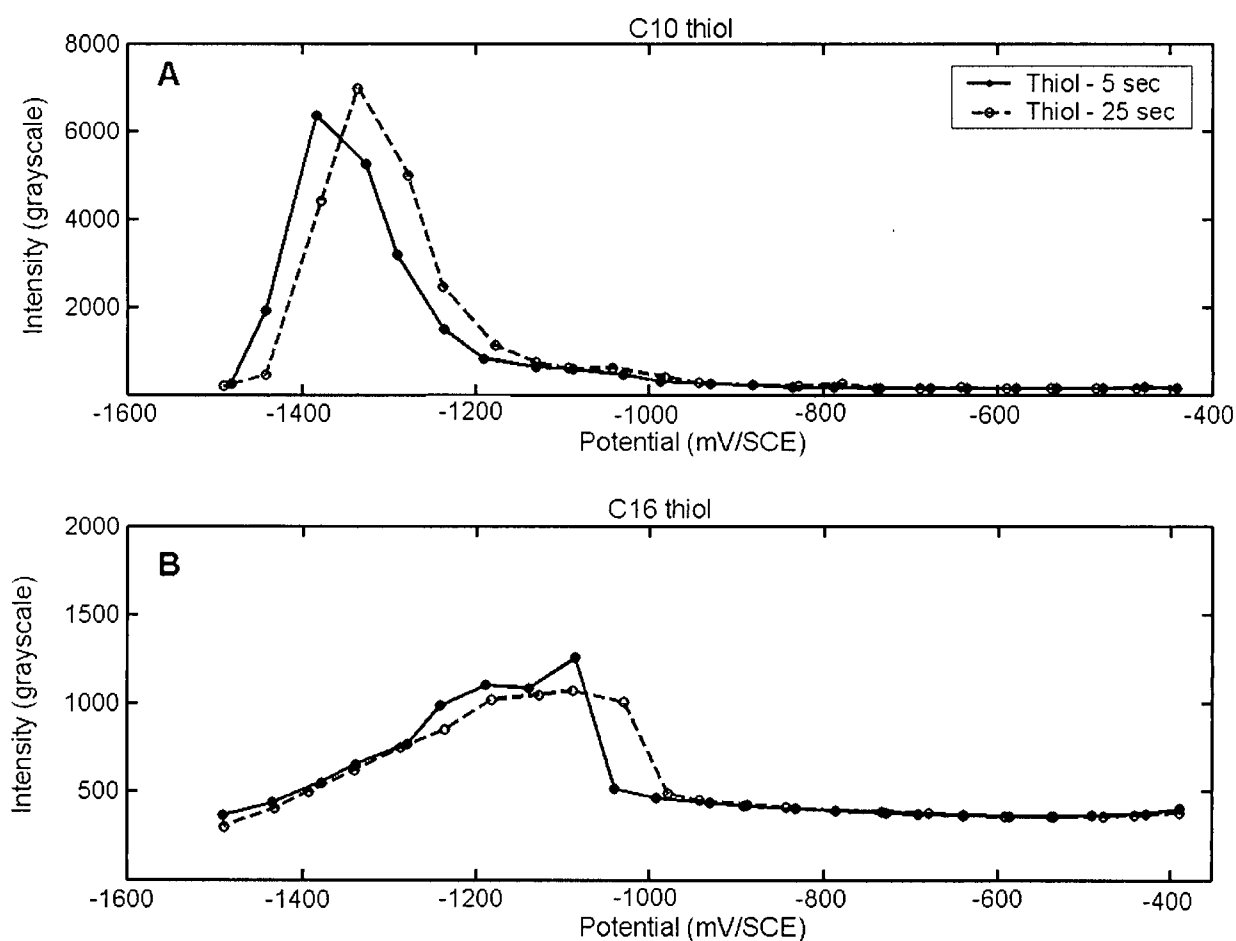 C10 thiol
A
8000
6000
4000
2000
Intensity (grayscale)
Thiol - 5 sec
Thiol - 25 sec
-1600 -1400 -1200 -1000 -800 -600 -400
Potential (mV/SCE)
C16 thiol
B
2000
1500
1000
500
Intensity (grayscale)
-1600 -1400 -1200 -1000 -800 -600 -400
Potential (mV/SCE)